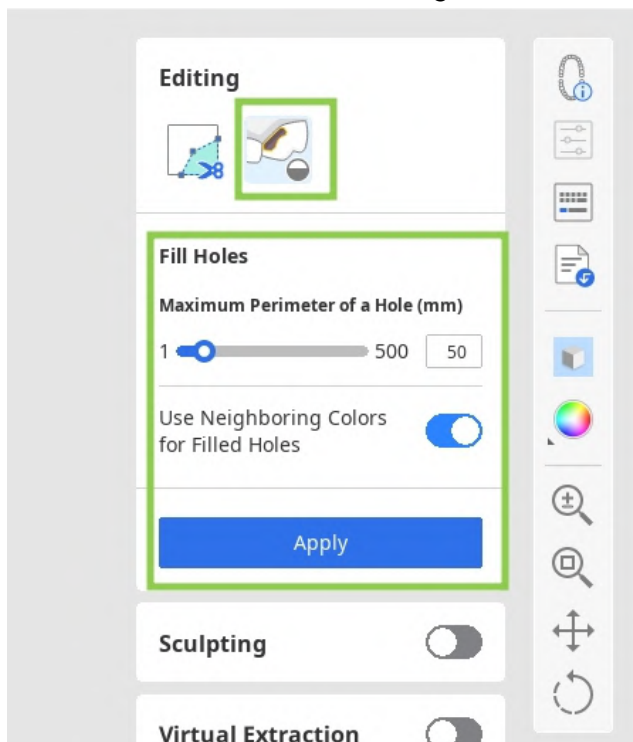 Editing
Fill Holes
Maximum Perimeter of a Hole (mm)
1 500 50
Use Neighboring Colors
for Filled Holes
Apply
Sculpting
Virtual Extraction